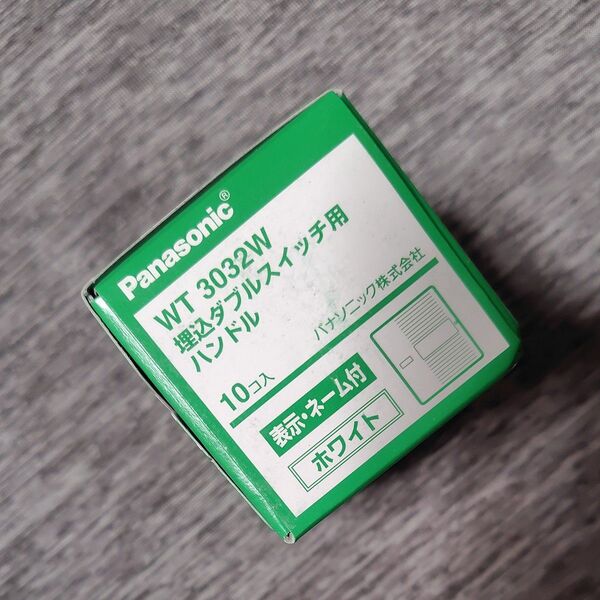 Panasonic®
WT 3032W
埋込ダブルスイッチ用
ハンドル
10コ入
パナソニック株式会社
表示・ネーム付
ホワイト